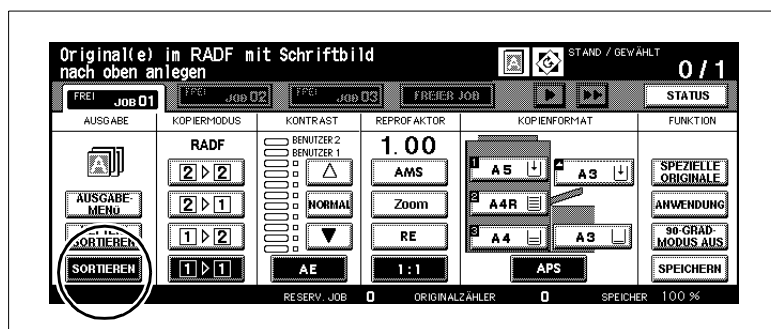 Original(e) im RADF mit Schriftbild
nach oben anlegen
STAND / GEWÄHLT
0 / 1
FREI JOB 01
FREI JOB 02
FREI JOB 03
FREIER JOB
STATUS
AUSGABE
KOPIERMODUS
KONTRAST
REPROFAKTOR
KOPIENFORMAT
FUNKTION
RADF
BENUTZER 2
BENUTZER 1
1.00
2 ▷ 2
AMS
1 A5
A3
SPEZIELLE
ORIGINALE
AUSGABE-
MENÜ
2 ▷ 1
NORMAL
Zoom
2 A4R
ANWENDUNG
SORTIEREN
1 ▷ 2
RE
3 A4
A3
90-GRAD-
MODUS AUS
SORTIEREN
1 ▷ 1
AE
1:1
APS
SPEICHERN
RESERV. JOB 0
ORIGINALZÄHLER 0
SPEICHER 100 %